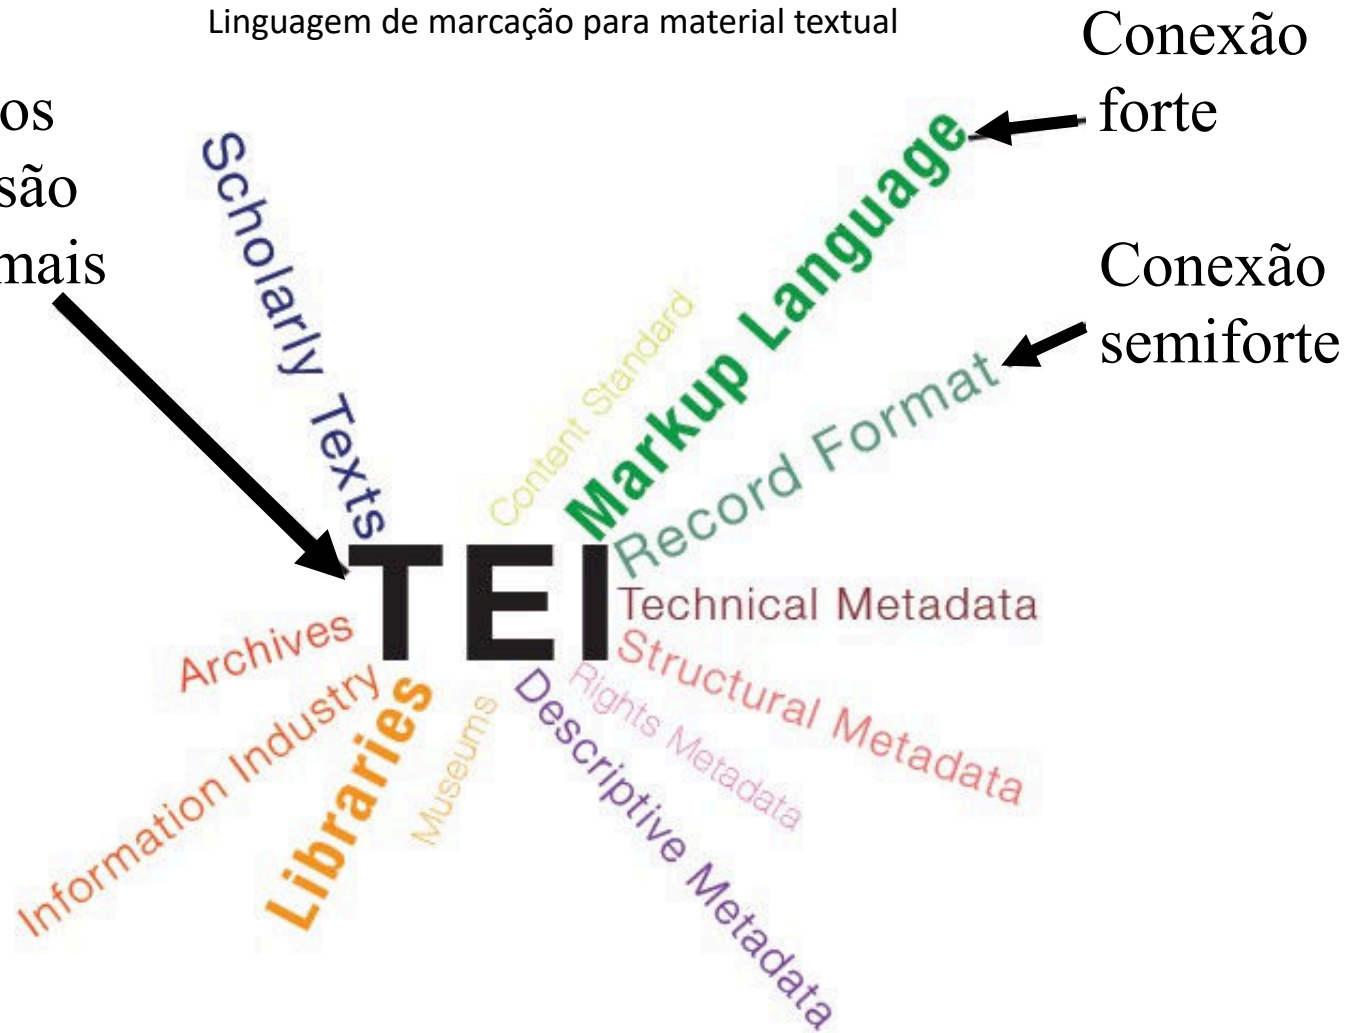 Linguagem de marcação para material textual
os
são
mais
Conexão
forte
Conexão
semiforte
Scholarly Texts
Content Standard
Markup Language
Record Format
TEI
Technical Metadata
Structural Metadata
Rights Metadata
Descriptive Metadata
Archives
Information Industry
Libraries
Museums